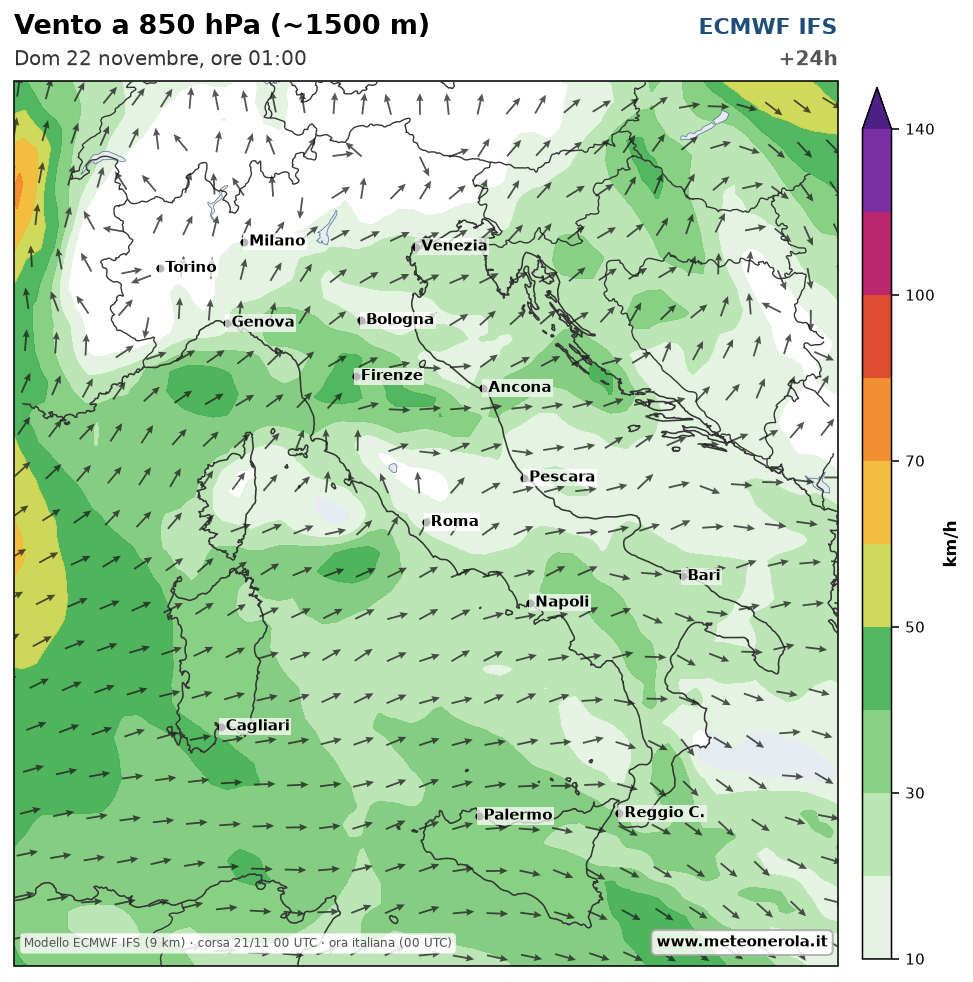 Vento a 850 hPa (~1500 m)
ECMWF IFS
Dom 22 novembre, ore 01:00
+24h
140
Milano
Venezia
Torino
100
Genova
Bologna
Firenze
Ancona
70
Pescara
Roma
km/h
Bari
Napoli
50
Cagliari
30
Palermo
Reggio C.
Modello ECMWF IFS (9 km) · corsa 21/11 00 UTC · ora italiana (00 UTC)
www.meteonerola.it
10